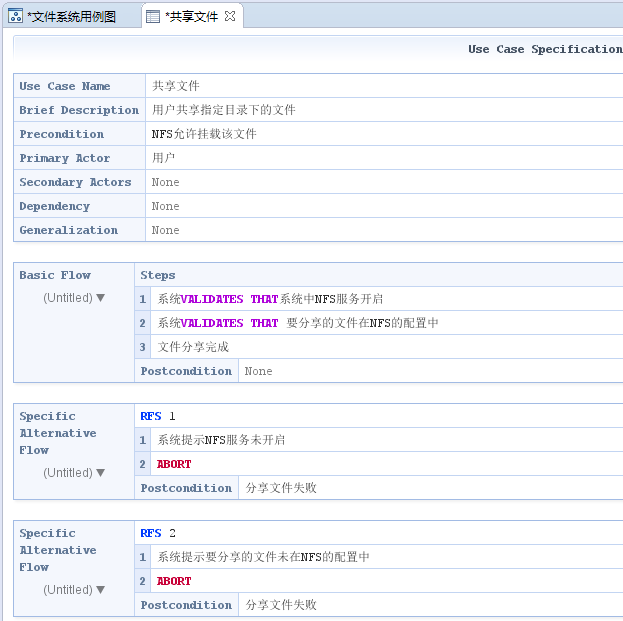 *文件系统用例图 *共享文件
Use Case Specification
Use Case Name 共享文件
Brief Description 用户共享指定目录下的文件
Precondition NFS允许挂载该文件
Primary Actor 用户
Secondary Actors None
Dependency None
Generalization None
Basic Flow Steps
(Untitled) ▼
1 系统VALIDATES THAT系统中NFS服务开启
2 系统VALIDATES THAT 要分享的文件在NFS的配置中
3 文件分享完成
Postcondition None
Specific Alternative Flow
(Untitled) ▼
RFS 1
1 系统提示NFS服务未开启
2 ABORT
Postcondition 分享文件失败
Specific Alternative Flow
(Untitled) ▼
RFS 2
1 系统提示要分享的文件未在NFS的配置中
2 ABORT
Postcondition 分享文件失败